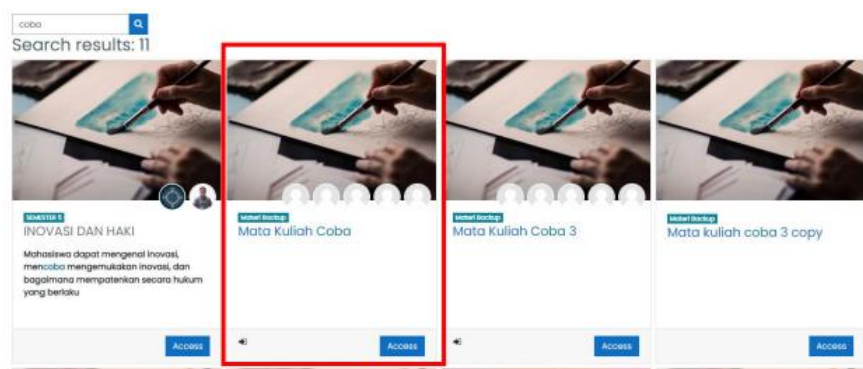 coba
Search results: 11
SEMESTER 5
INOVASI DAN HAKI
Mahasiswa dapat mengenal inovasi,
mencoba mengemukakan inovasi, dan
bagaimana mempatenkan secara hukum
yang berlaku
Access
Materi Backup
Mata Kuliah Coba
Access
Materi Backup
Mata Kuliah Coba 3
Access
Materi Backup
Mata kuliah coba 3 copy
Access